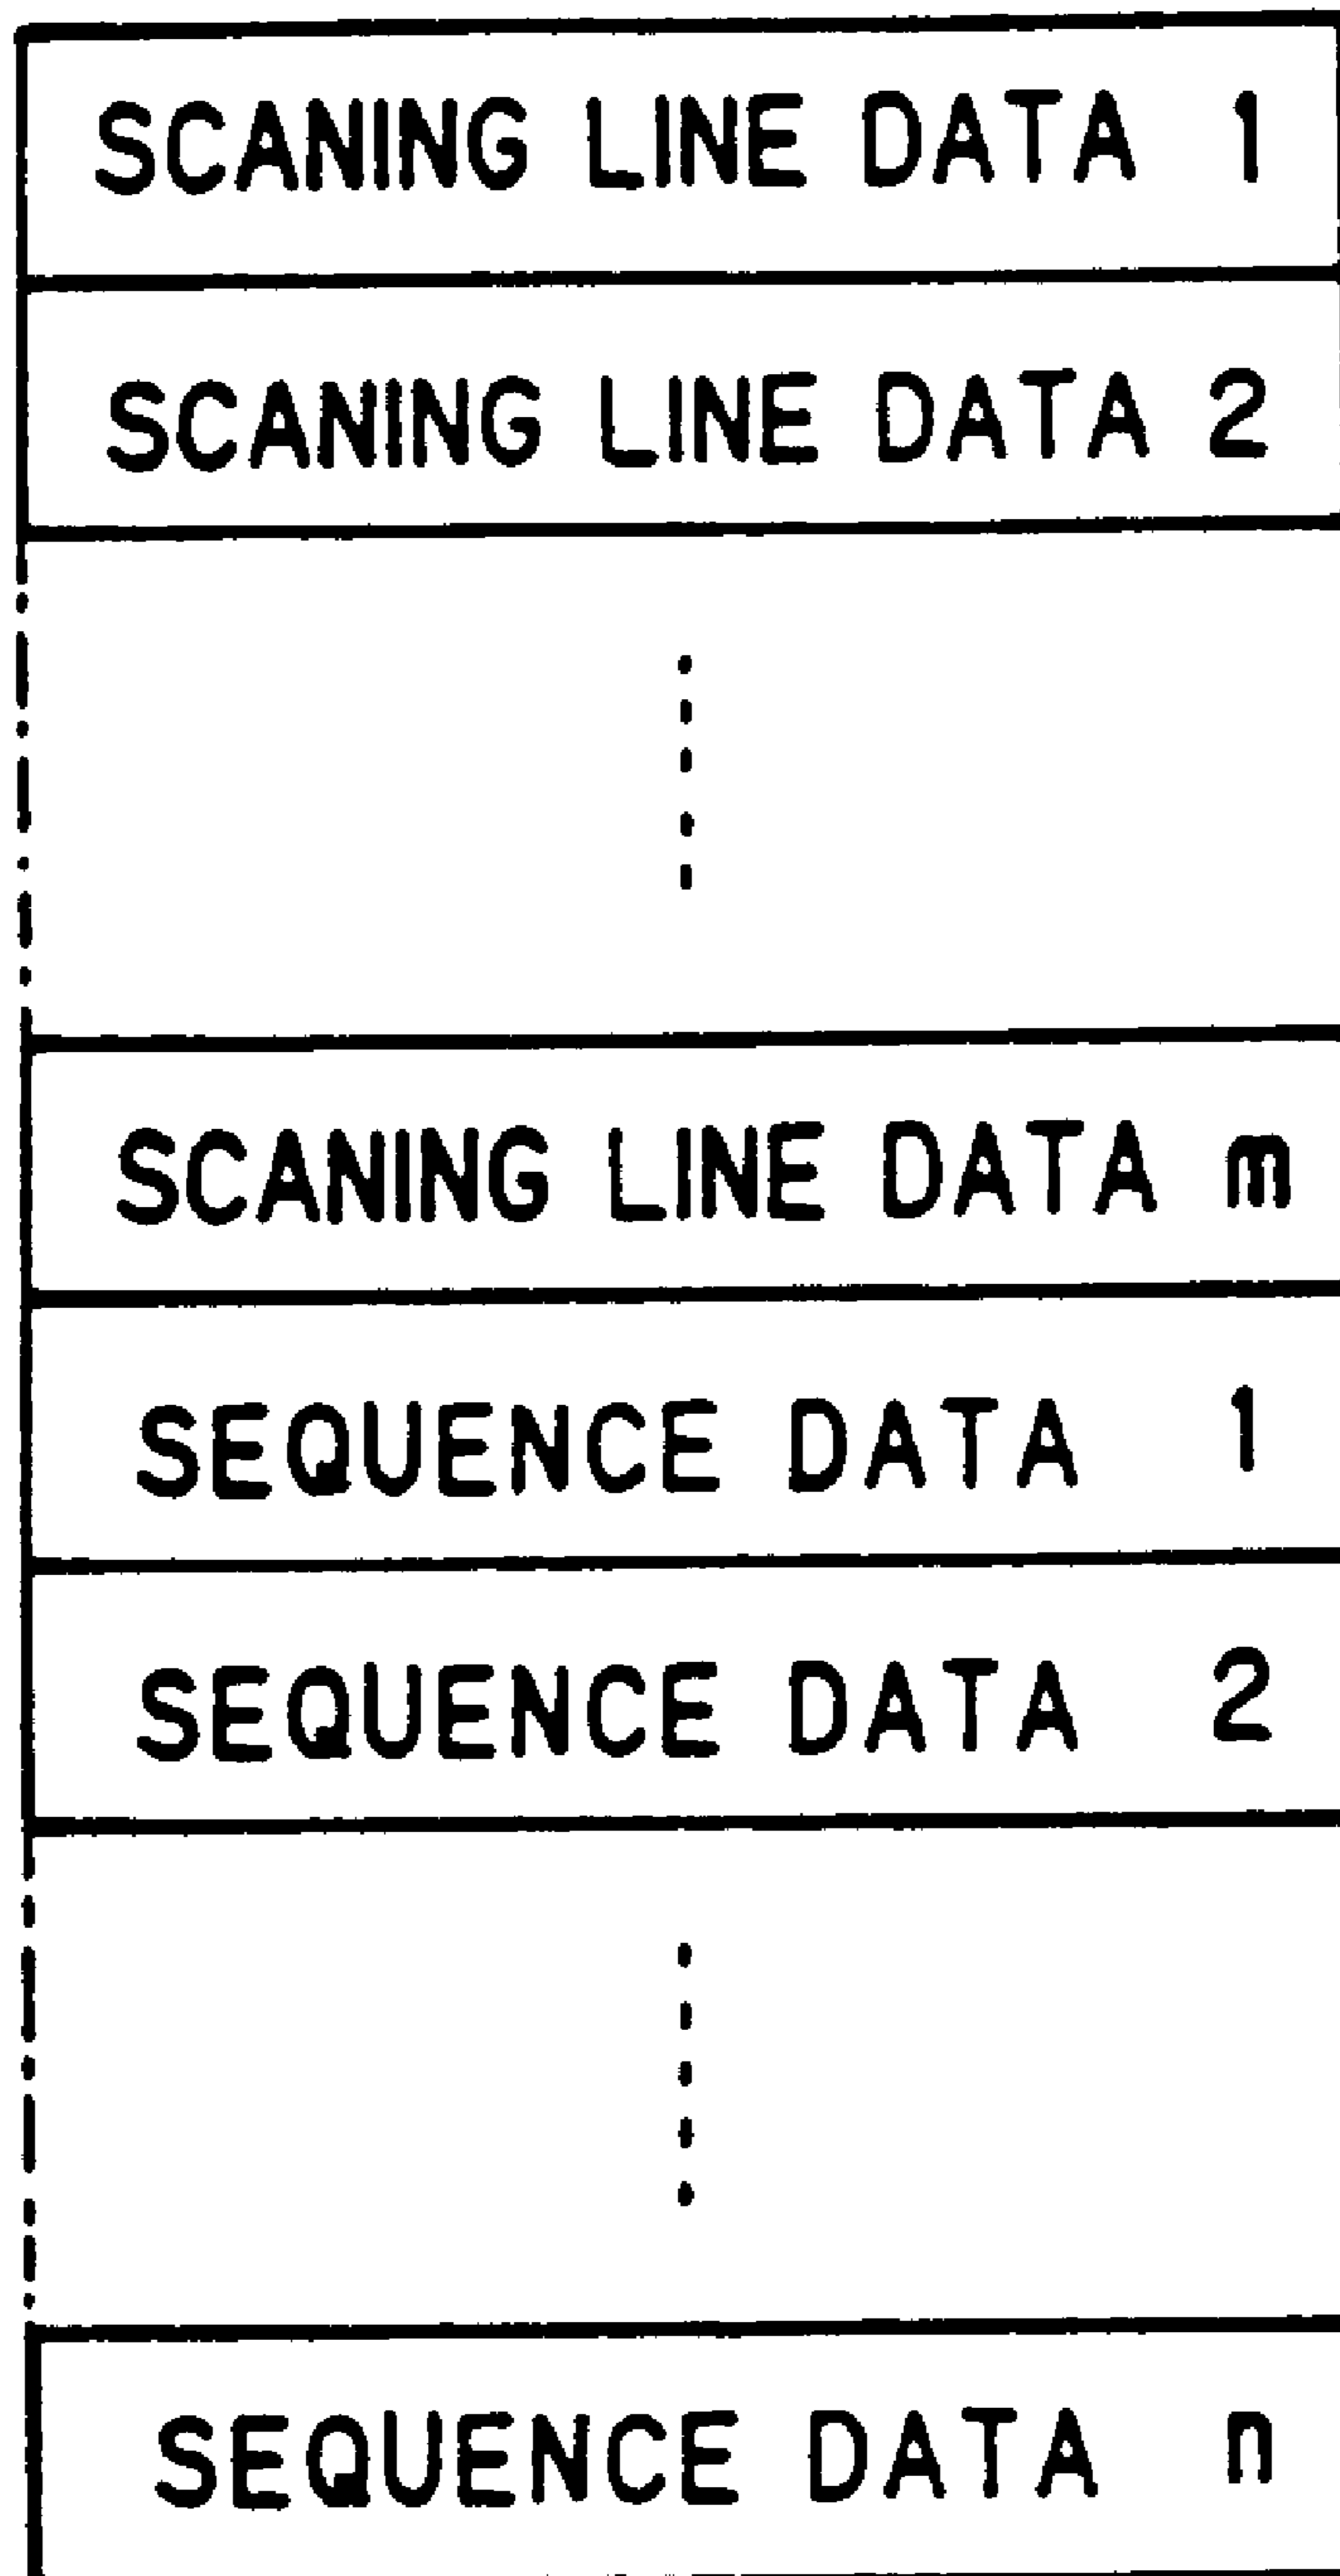 SCANING LINE DATA 1
SCANING LINE DATA 2
SCANING LINE DATA m
SEQUENCE DATA 1
SEQUENCE DATA 2
SEQUENCE DATA n